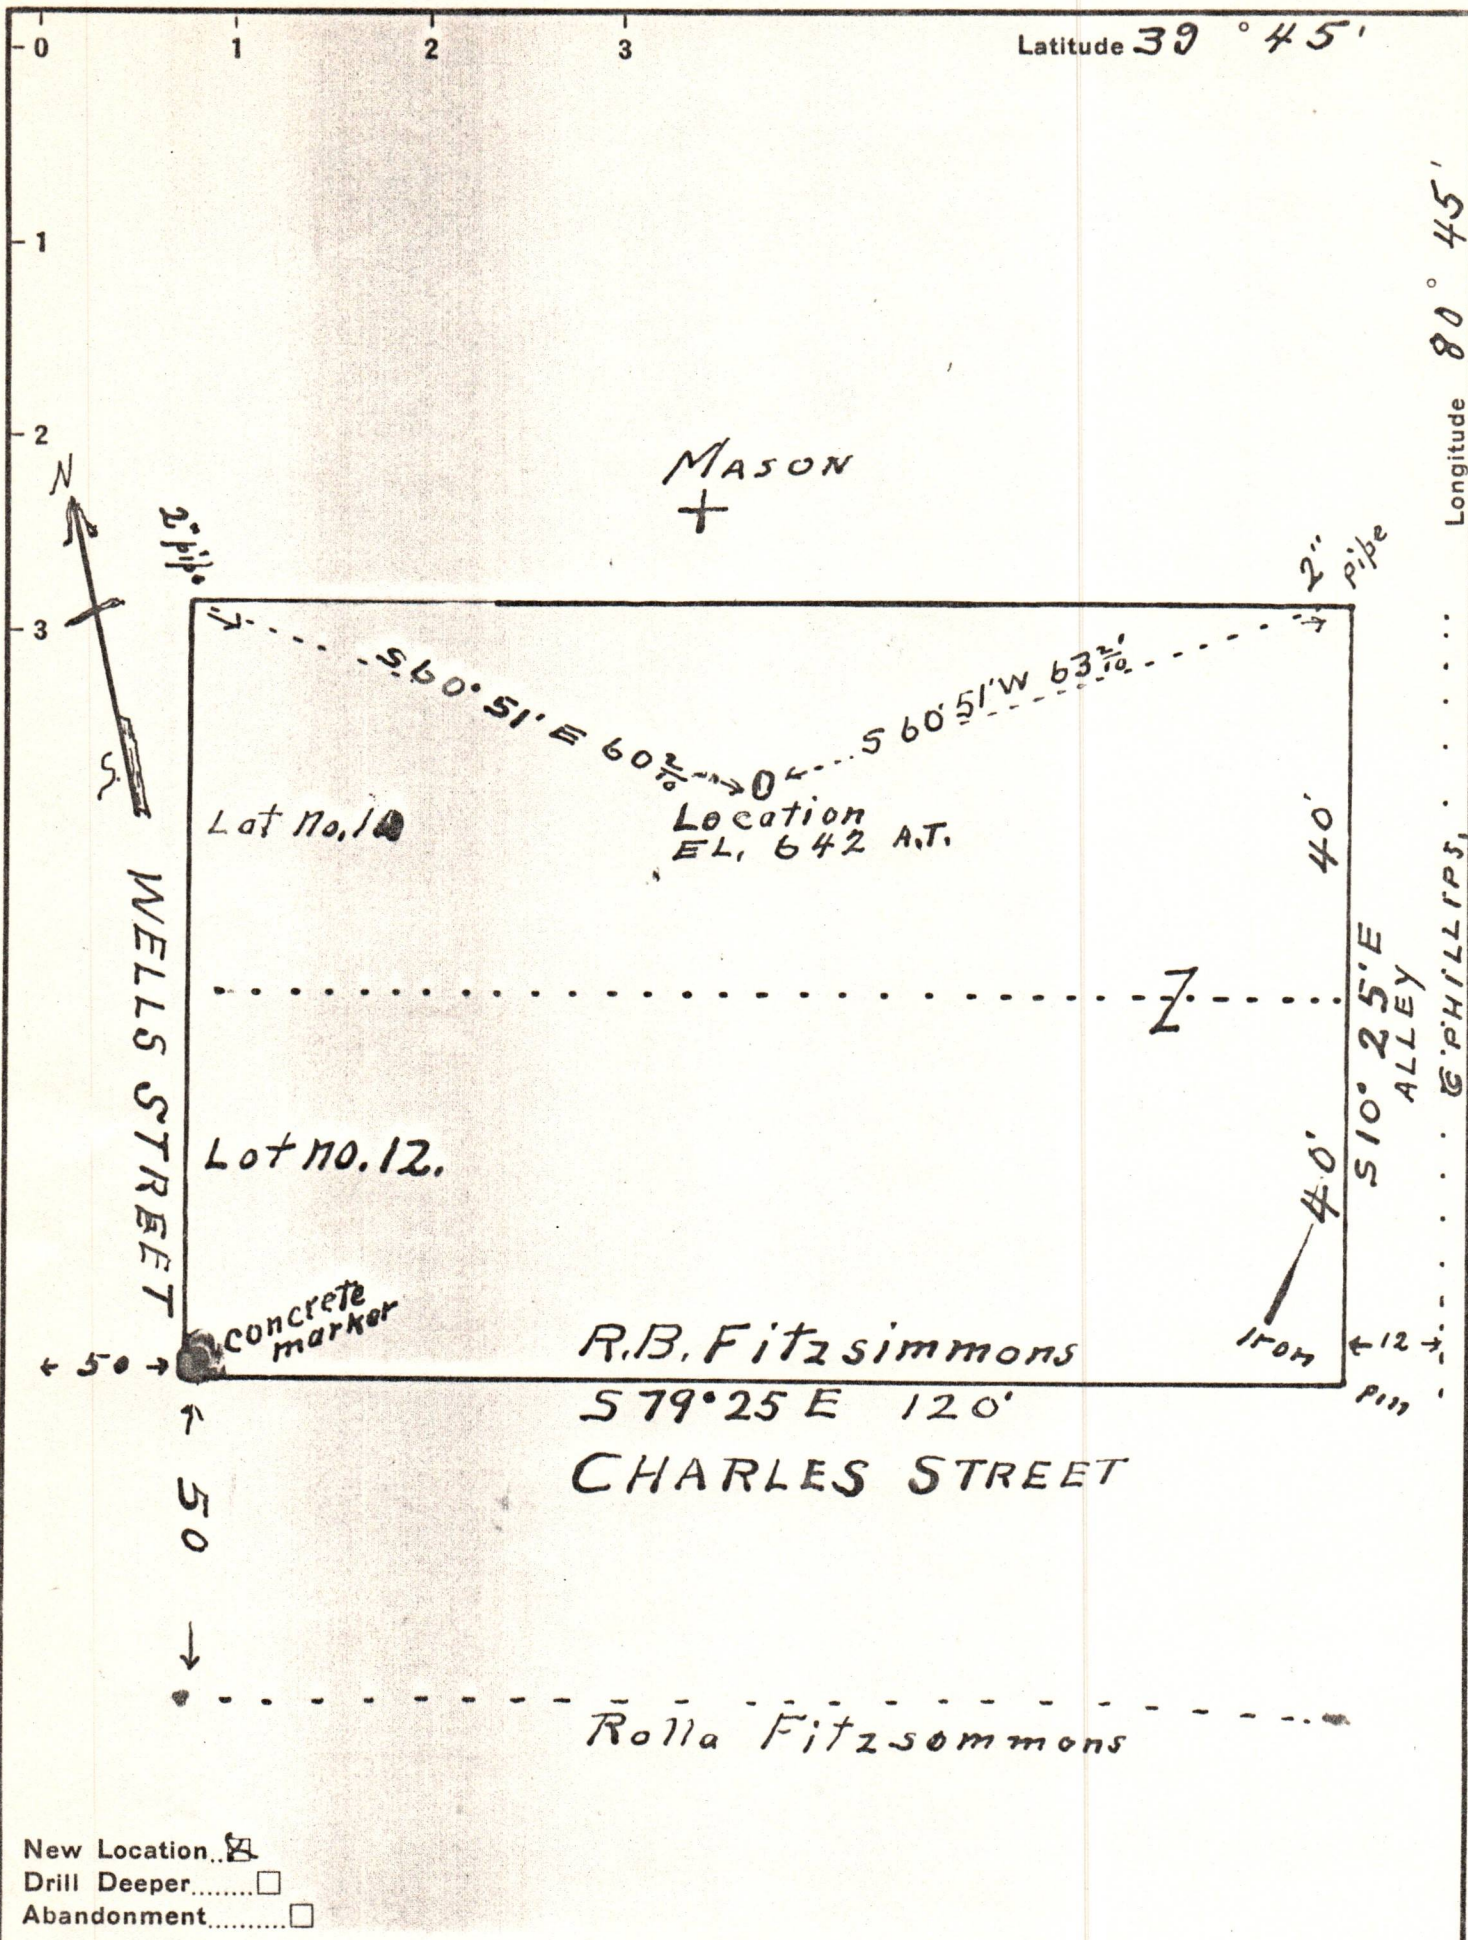 0 1 2 3
Latitude 39 ° 45'
1
2
3
Longitude 80° 45'
N
S
MASON
2" pipe
2" pipe
S 60° 51' E 60 2/10
S 60° 51' W 63 2/10'
O
Location
EL. 642 A.T.
Lot no. 1
40'
WELLS STREET
Z
S 10° 25' E
ALLEY
PHILLIPS.
Lot no. 12.
40'
concrete
marker
Iron
pin
50
12
R.B. Fitzsimmons
S 79° 25 E 120'
CHARLES STREET
50
Rolla Fitzsommons
New Location..
Drill Deeper........
Abandonment..........